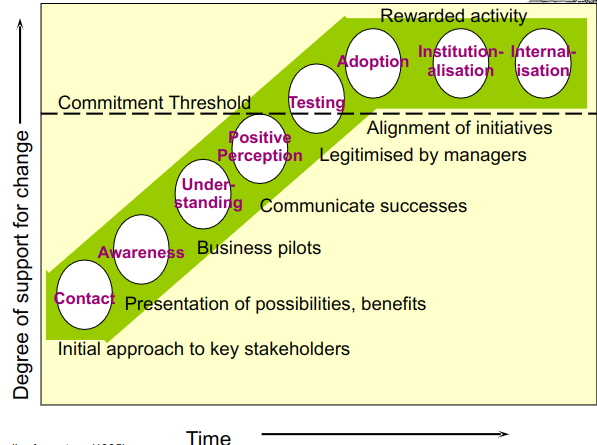 Rewarded activity
Institution-
alisation
Internal-
isation
Adoption
Commitment Threshold
Testing
Alignment of initiatives
Positive
Perception
Legitimised by managers
Under-
standing
Communicate successes
Awareness
Business pilots
Contact
Presentation of possibilities, benefits
Initial approach to key stakeholders
Degree of support for change
Time